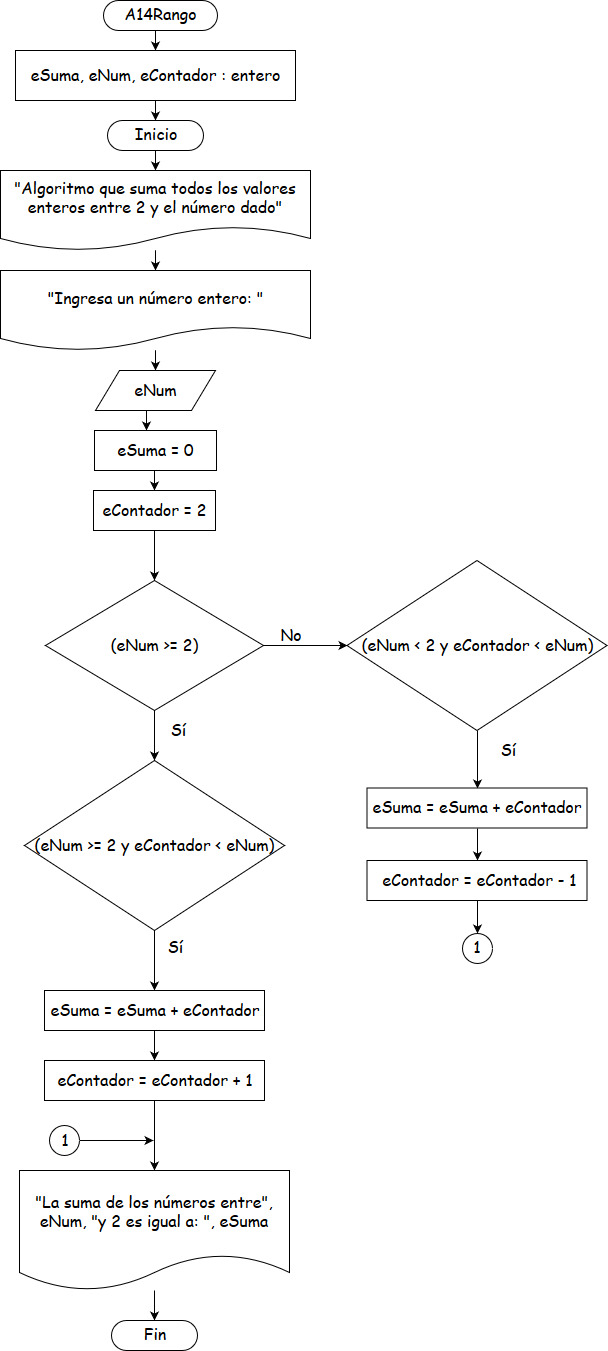 A14Rango
eSuma, eNum, eContador : entero
Inicio
"Algoritmo que suma todos los valores
enteros entre 2 y el número dado"
"Ingresa un número entero: "
eNum
eSuma = 0
eContador = 2
(eNum >= 2)
No
(eNum < 2 y eContador < eNum)
Sí
Sí
eSuma = eSuma + eContador
eContador = eContador - 1
1
(eNum >= 2 y eContador < eNum)
Sí
eSuma = eSuma + eContador
eContador = eContador + 1
1
"La suma de los números entre",
eNum, "y 2 es igual a: ", eSuma
Fin